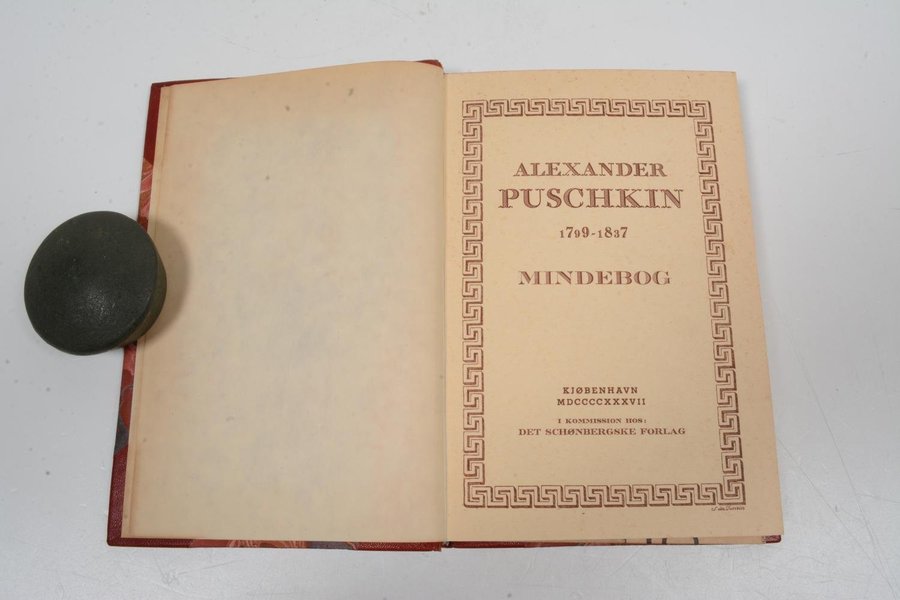 ALEXANDER
PUSCHKIN
1799-1837
MINDEBOG
KJØBENHAVN
MDCCCCXXXVII
I KOMMISSION HOS:
DET SCHØNBERGSKE FORLAG